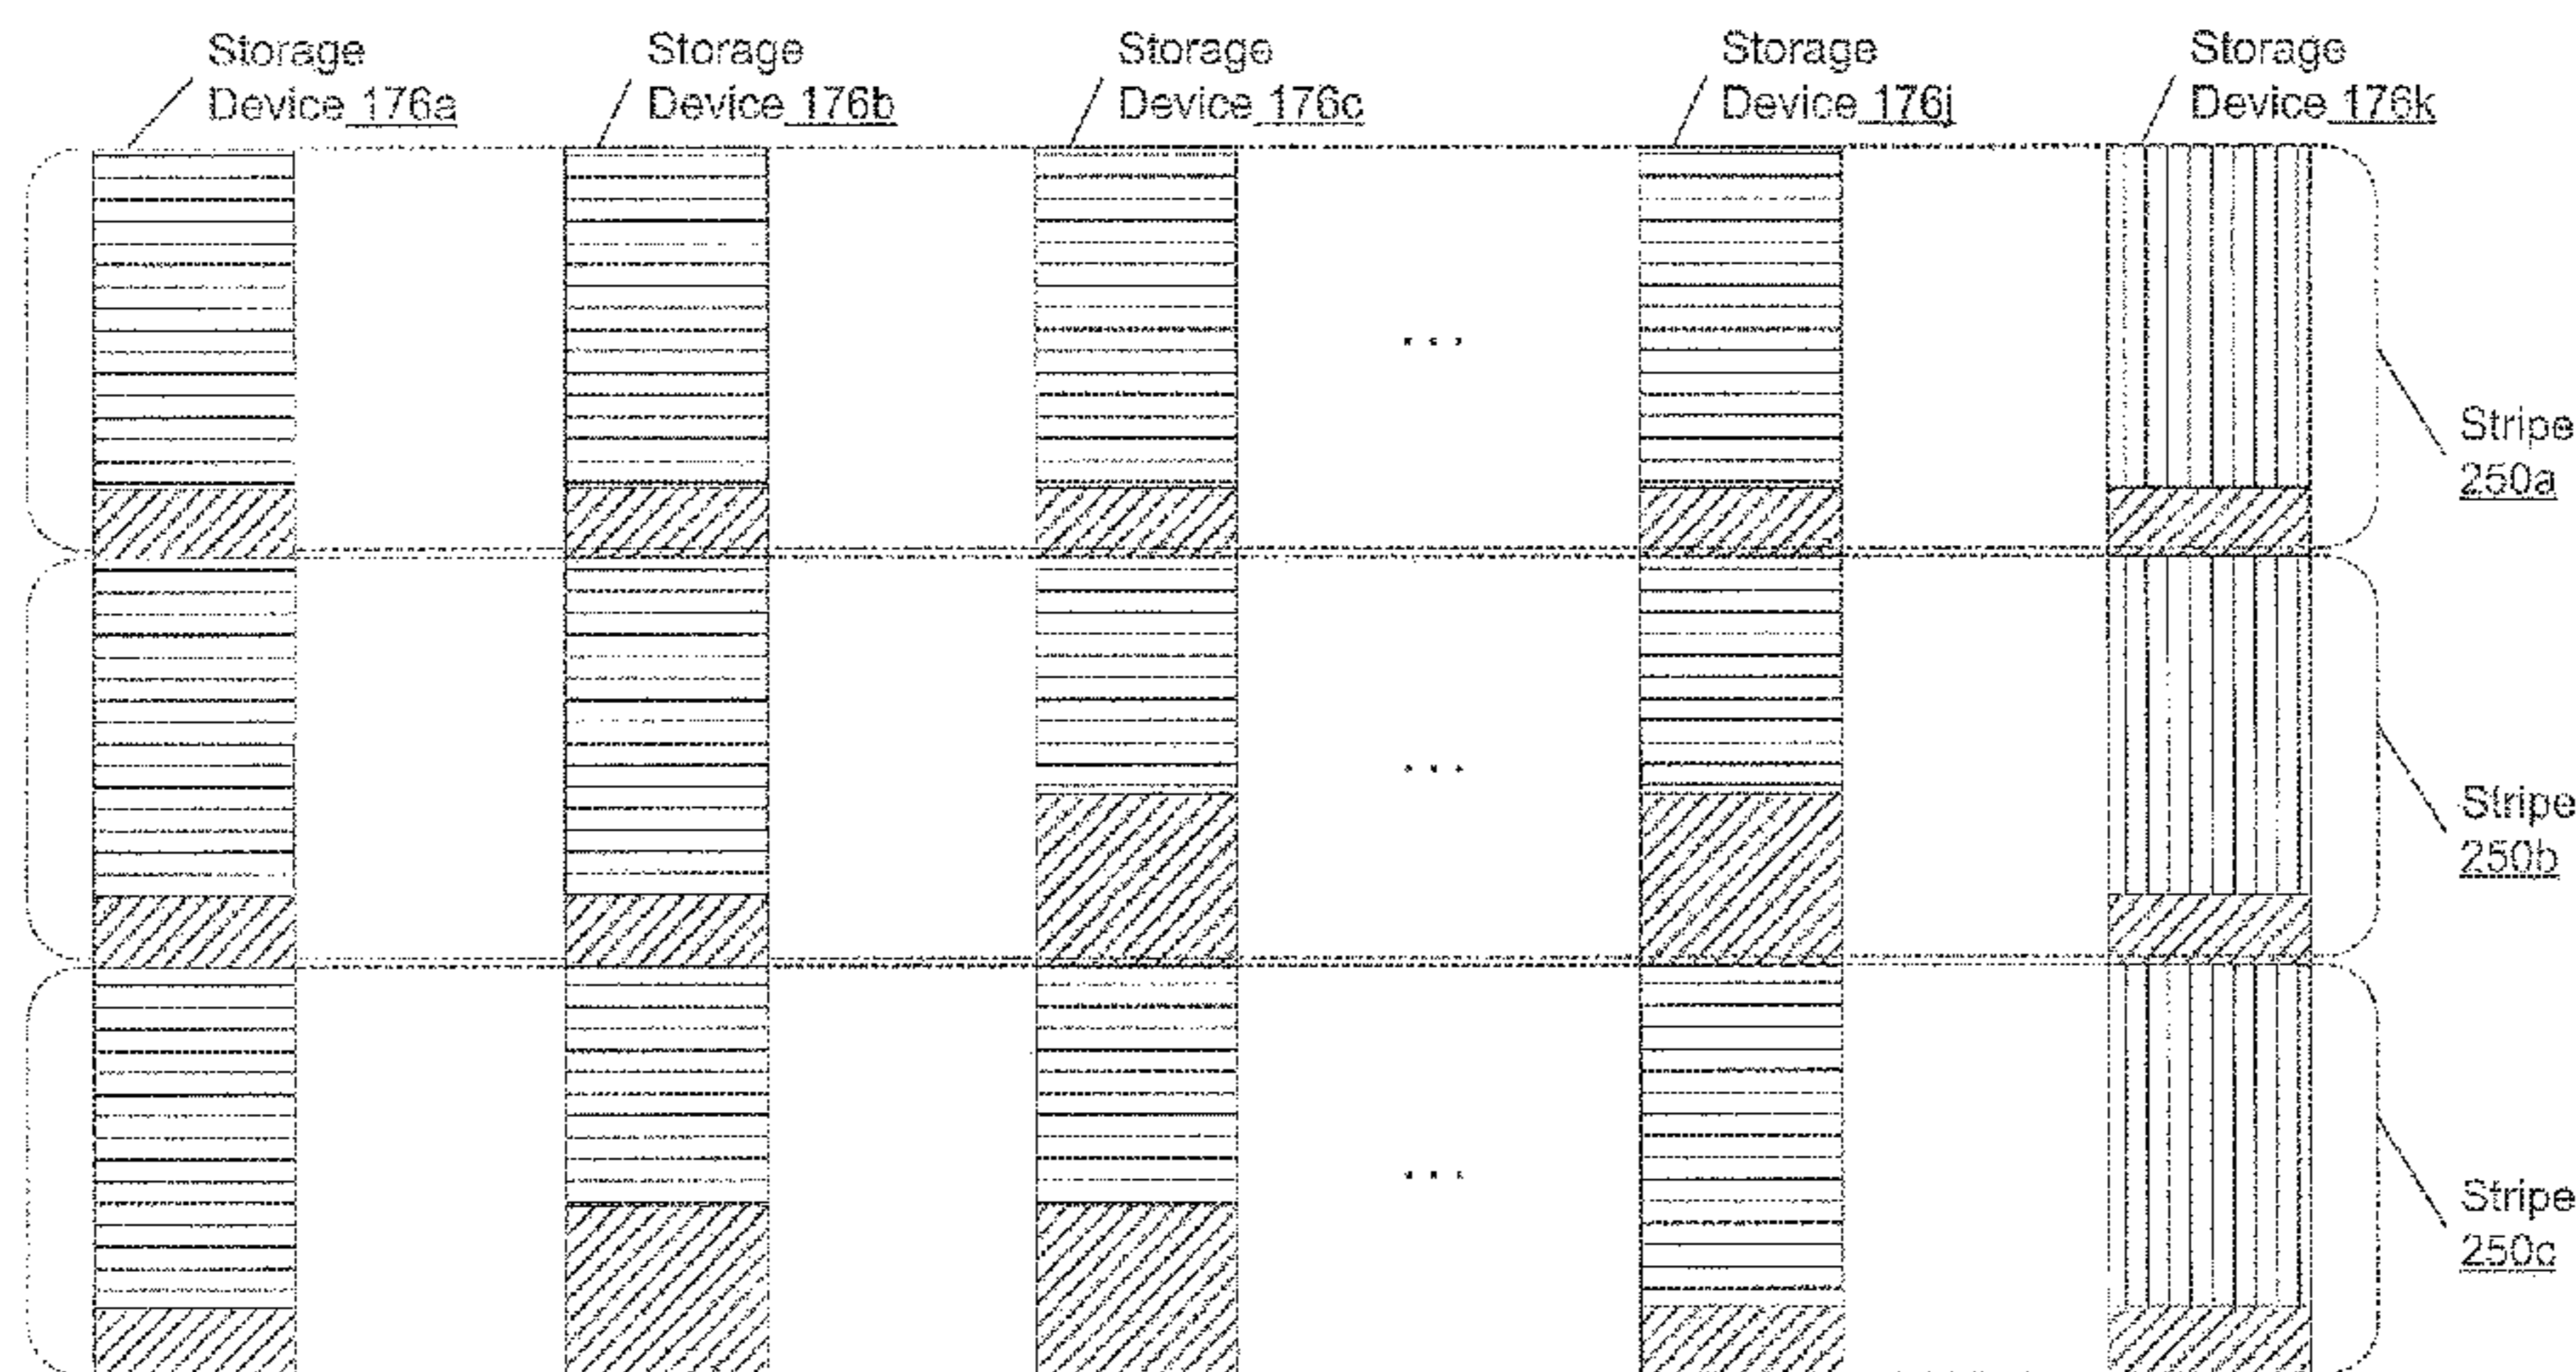 Storage
Device 176a
Storage
Device 176b
Storage
Device 176c
Storage
Device 176j
Storage
Device 176k
...
Stripe
250a
...
Stripe
250b
...
Stripe
250c